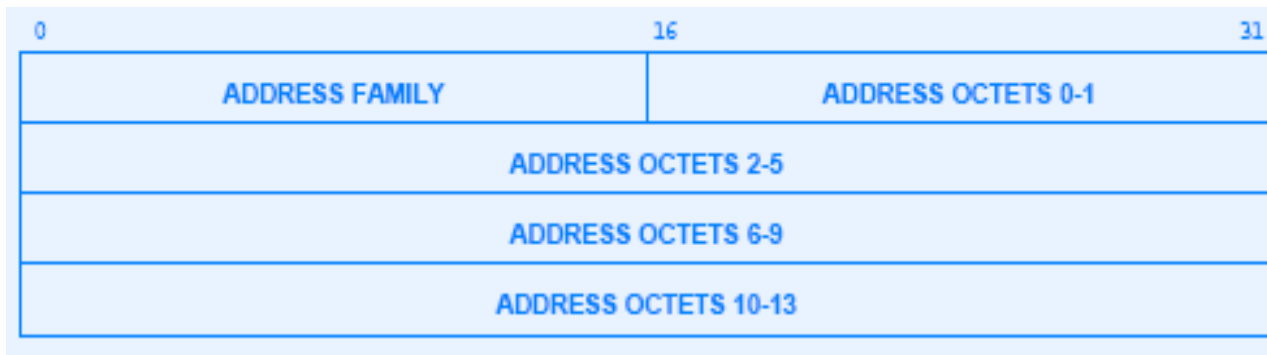 0 16 31
ADDRESS FAMILY ADDRESS OCTETS 0-1
ADDRESS OCTETS 2-5
ADDRESS OCTETS 6-9
ADDRESS OCTETS 10-13